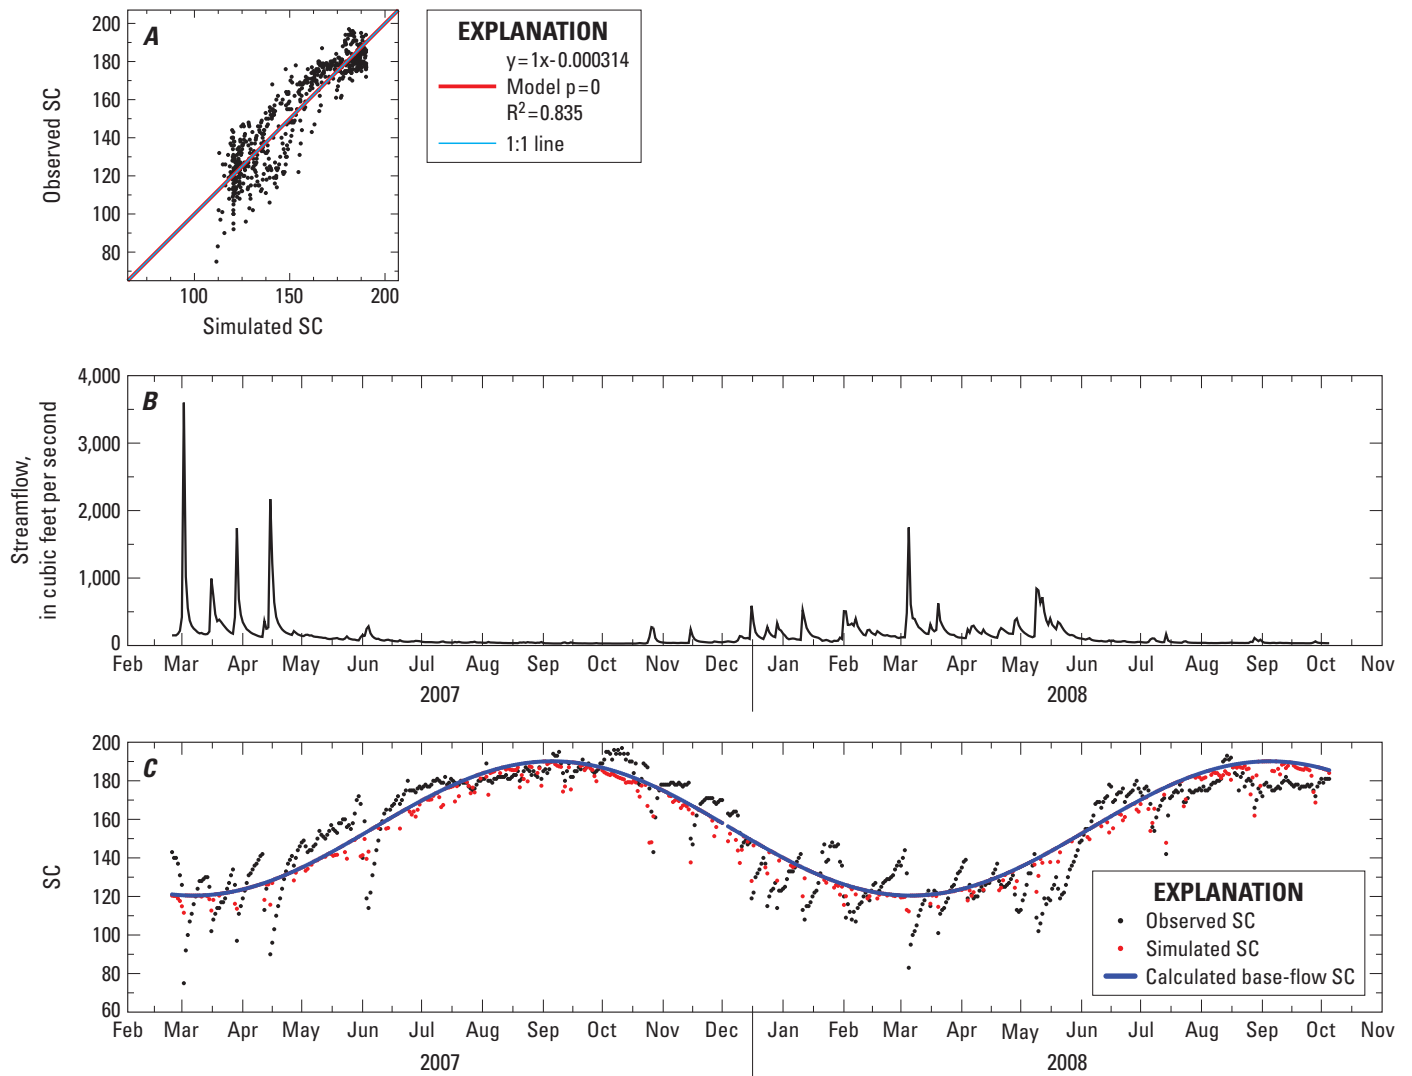 A
200
180
160
140
120
100
80
Observed SC
100 150 200
Simulated SC
EXPLANATION
y=1x-0.000314
Model p=0
R²=0.835
1:1 line
B
4,000
3,000
2,000
1,000
0
Streamflow,
in cubic feet per second
Feb Mar Apr May Jun Jul Aug Sep Oct Nov Dec Jan Feb Mar Apr May Jun Jul Aug Sep Oct Nov
2007 2008
C
200
180
160
140
120
100
80
60
SC
EXPLANATION
Observed SC
Simulated SC
Calculated base-flow SC
Feb Mar Apr May Jun Jul Aug Sep Oct Nov Dec Jan Feb Mar Apr May Jun Jul Aug Sep Oct Nov
2007 2008